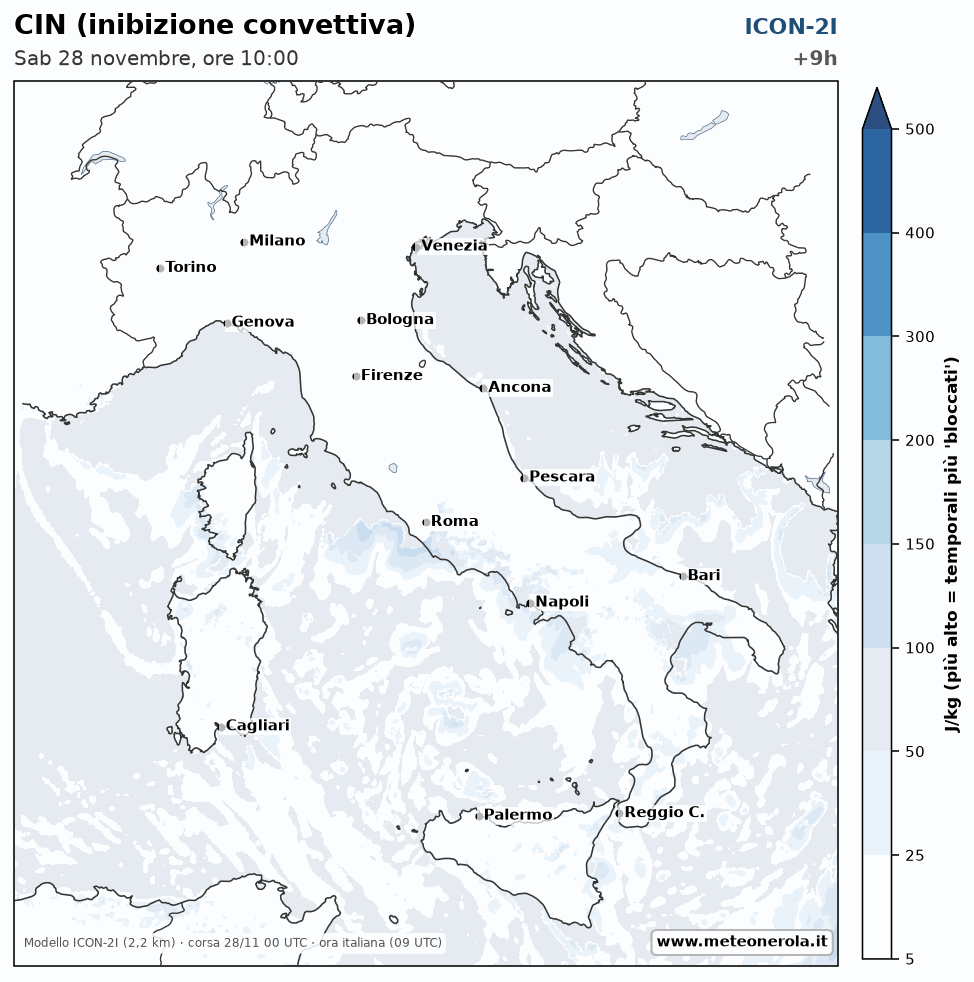 CIN (inibizione convettiva)
ICON-2I
Sab 28 novembre, ore 10:00
+9h
Milano
Venezia
Torino
Genova
Bologna
Firenze
Ancona
Pescara
Roma
Bari
Napoli
Cagliari
Palermo
Reggio C.
500
400
300
200
150
100
50
25
5
J/kg (più alto = temporali più 'bloccati')
Modello ICON-2I (2,2 km) · corsa 28/11 00 UTC · ora italiana (09 UTC)
www.meteonerola.it